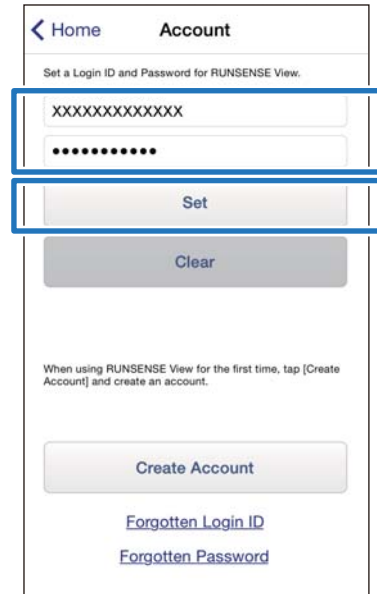 Home Account
Set a Login ID and Password for RUNSENSE View.
XXXXXXXXXXXXX
•••••••••••
Set
Clear
When using RUNSENSE View for the first time, tap [Create
Account] and create an account.
Create Account
Forgotten Login ID
Forgotten Password